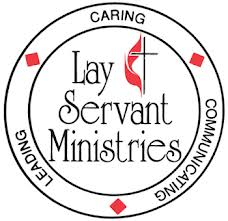 CARING
Lay
Servant
Ministries
LEADING
COMMUNICATING